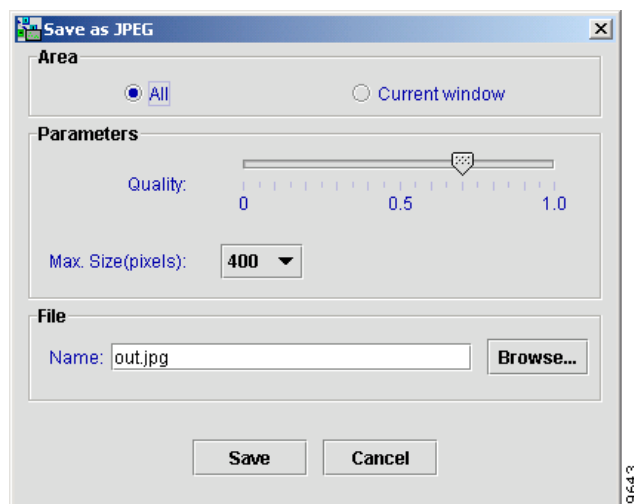 Save as JPEG
Area
All
Current window
Parameters
Quality:
0 0.5 1.0
Max. Size(pixels): 400
File
Name: out.jpg Browse...
Save Cancel